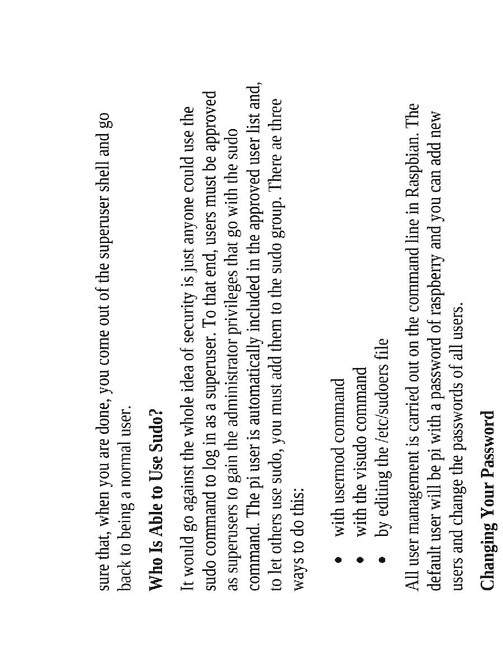 sure that, when you are done, you come out of the superuser shell and go
back to being a normal user.
Who Is Able to Use Sudo?
It would go against the whole idea of security is just anyone could use the
sudo command to log in as a superuser. To that end, users must be approved
as superusers to gain the administrator privileges that go with the sudo
command. The pi user is automatically included in the approved user list and,
to let others use sudo, you must add them to the sudo group. There ae three
ways to do this:
• with usermod command
• with the visudo command
• by editing the /etc/sudoers file
All user management is carried out on the command line in Raspbian. The
default user will be pi with a password of raspberry and you can add new
users and change the passwords of all users.
Changing Your Password